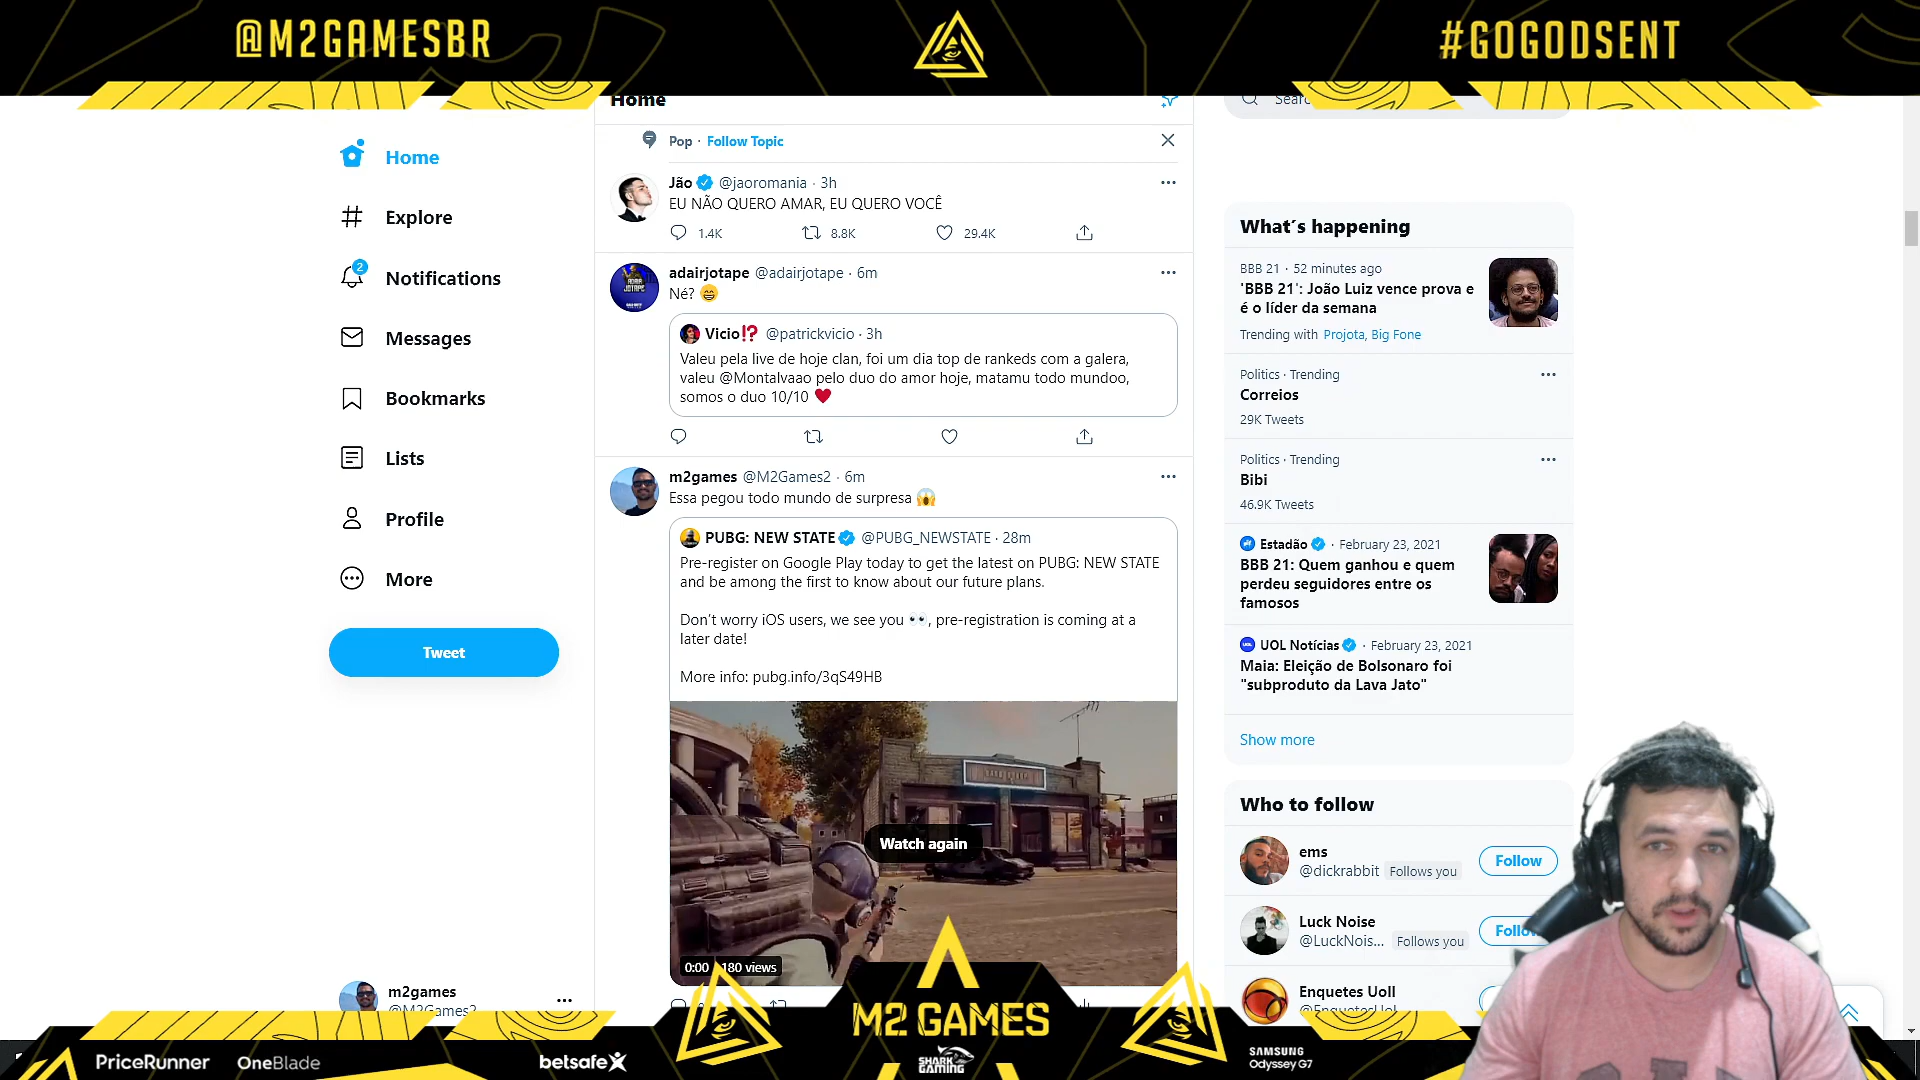 @M2GAMESBR
#GOGODSENT
Home
Home
Explore
2
Notifications
Messages
Bookmarks
Lists
Profile
More
Tweet
m2games
@M2Games2
Pop · Follow Topic
Jão @jaoromania · 3h
EU NÃO QUERO AMAR, EU QUERO VOCÊ
1.4K 8.8K 29.4K
adairjotape @adairjotape · 6m
Né? 😁
Vicio⁉️ @patrickvicio · 3h
Valeu pela live de hoje clan, foi um dia top de rankeds com a galera,
valeu @Montalvaao pelo duo do amor hoje, matamu todo mundoo,
somos o duo 10/10 ♥
m2games @M2Games2 · 6m
Essa pegou todo mundo de surpresa 😱
PUBG: NEW STATE @PUBG_NEWSTATE · 28m
Pre-register on Google Play today to get the latest on PUBG: NEW STATE
and be among the first to know about our future plans.
Don't worry iOS users, we see you 👀, pre-registration is coming at a
later date!
More info: pubg.info/3qS49HB
Watch again
0:00 180 views
What´s happening
BBB 21 · 52 minutes ago
'BBB 21': João Luiz vence prova e
é o líder da semana
Trending with Projota, Big Fone
Politics · Trending
Correios
29K Tweets
Politics · Trending
Bibi
46.9K Tweets
Estadão · February 23, 2021
BBB 21: Quem ganhou e quem
perdeu seguidores entre os
famosos
UOL Notícias · February 23, 2021
Maia: Eleição de Bolsonaro foi
"subproduto da Lava Jato"
Show more
Who to follow
ems
@dickrabbit Follows you
Follow
Luck Noise
@LuckNois... Follows you
Enquetes Uoll
M2 GAMES
PriceRunner OneBlade betsafe SHARK GAMING SAMSUNG
Odyssey G7